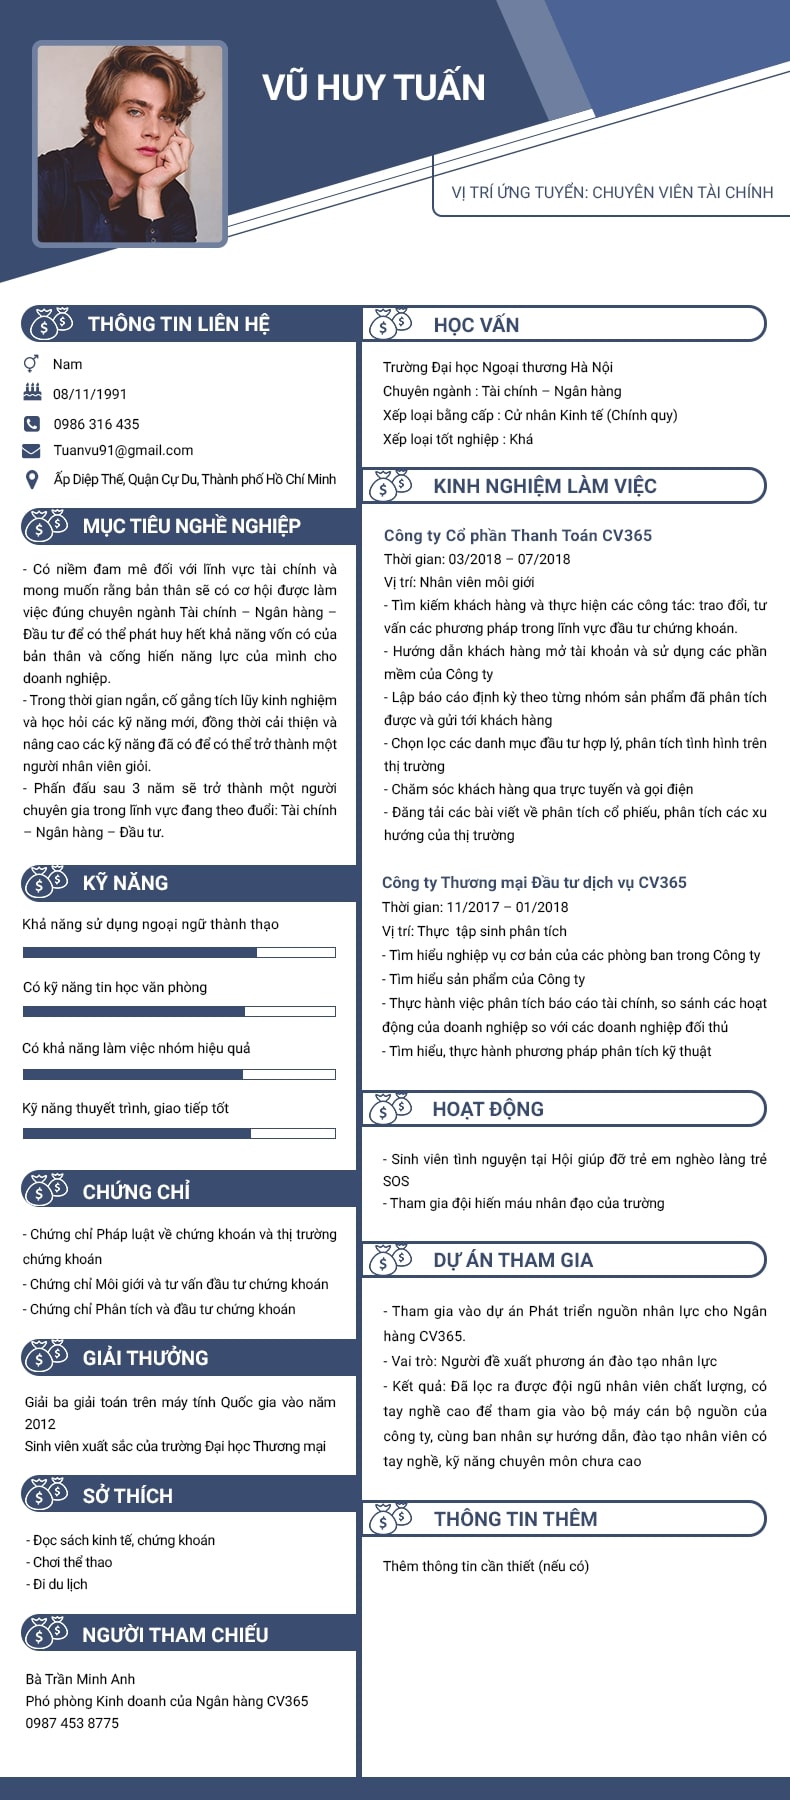 VŨ HUY TUẤN
VỊ TRÍ ỨNG TUYỂN: CHUYÊN VIÊN TÀI CHÍNH
THÔNG TIN LIÊN HỆ
Nam
08/11/1991
0986 316 435
Tuanvu91@gmail.com
Ấp Diệp Thế, Quận Cự Du, Thành phố Hồ Chí Minh
MỤC TIÊU NGHỀ NGHIỆP
- Có niềm đam mê đối với lĩnh vực tài chính và
mong muốn rằng bản thân sẽ có cơ hội được làm
việc đúng chuyên ngành Tài chính – Ngân hàng –
Đầu tư để có thể phát huy hết khả năng vốn có của
bản thân và cống hiến năng lực của mình cho
doanh nghiệp.
- Trong thời gian ngắn, cố gắng tích lũy kinh nghiệm
và học hỏi các kỹ năng mới, đồng thời cải thiện và
nâng cao các kỹ năng đã có để có thể trở thành một
người nhân viên giỏi.
- Phấn đấu sau 3 năm sẽ trở thành một người
chuyên gia trong lĩnh vực đang theo đuổi: Tài chính
– Ngân hàng – Đầu tư.
KỸ NĂNG
Khả năng sử dụng ngoại ngữ thành thạo
Có kỹ năng tin học văn phòng
Có khả năng làm việc nhóm hiệu quả
Kỹ năng thuyết trình, giao tiếp tốt
CHỨNG CHỈ
- Chứng chỉ Pháp luật về chứng khoán và thị trường
chứng khoán
- Chứng chỉ Môi giới và tư vấn đầu tư chứng khoán
- Chứng chỉ Phân tích và đầu tư chứng khoán
GIẢI THƯỞNG
Giải ba giải toán trên máy tính Quốc gia vào năm
2012
Sinh viên xuất sắc của trường Đại học Thương mại
SỞ THÍCH
- Đọc sách kinh tế, chứng khoán
- Chơi thể thao
- Đi du lịch
NGƯỜI THAM CHIẾU
Bà Trần Minh Anh
Phó phòng Kinh doanh của Ngân hàng CV365
0987 453 8775
HỌC VẤN
Trường Đại học Ngoại thương Hà Nội
Chuyên ngành : Tài chính – Ngân hàng
Xếp loại bằng cấp : Cử nhân Kinh tế (Chính quy)
Xếp loại tốt nghiệp : Khá
KINH NGHIỆM LÀM VIỆC
Công ty Cổ phần Thanh Toán CV365
Thời gian: 03/2018 – 07/2018
Vị trí: Nhân viên môi giới
- Tìm kiếm khách hàng và thực hiện các công tác: trao đổi, tư
vấn các phương pháp trong lĩnh vực đầu tư chứng khoán.
- Hướng dẫn khách hàng mở tài khoản và sử dụng các phần
mềm của Công ty
- Lập báo cáo định kỳ theo từng nhóm sản phẩm đã phân tích
được và gửi tới khách hàng
- Chọn lọc các danh mục đầu tư hợp lý, phân tích tình hình trên
thị trường
- Chăm sóc khách hàng qua trực tuyến và gọi điện
- Đăng tải các bài viết về phân tích cổ phiếu, phân tích các xu
hướng của thị trường
Công ty Thương mại Đầu tư dịch vụ CV365
Thời gian: 11/2017 – 01/2018
Vị trí: Thực  tập sinh phân tích
- Tìm hiểu nghiệp vụ cơ bản của các phòng ban trong Công ty
- Tìm hiểu sản phẩm của Công ty
- Thực hành việc phân tích báo cáo tài chính, so sánh các hoạt
động của doanh nghiệp so với các doanh nghiệp đối thủ
- Tìm hiểu, thực hành phương pháp phân tích kỹ thuật
HOẠT ĐỘNG
- Sinh viên tình nguyện tại Hội giúp đỡ trẻ em nghèo làng trẻ
SOS
- Tham gia đội hiến máu nhân đạo của trường
DỰ ÁN THAM GIA
- Tham gia vào dự án Phát triển nguồn nhân lực cho Ngân
hàng CV365.
- Vai trò: Người đề xuất phương án đào tạo nhân lực
- Kết quả: Đã lọc ra được đội ngũ nhân viên chất lượng, có
tay nghề cao để tham gia vào bộ máy cán bộ nguồn của
công ty, cùng ban nhân sự hướng dẫn, đào tạo nhân viên có
tay nghề, kỹ năng chuyên môn chưa cao
THÔNG TIN THÊM
Thêm thông tin cần thiết (nếu có)